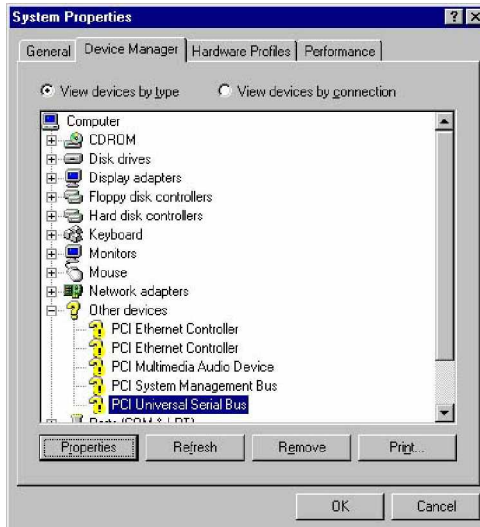 System Properties
General Device Manager Hardware Profiles Performance
View devices by type View devices by connection
Computer
CDROM
Disk drives
Display adapters
Floppy disk controllers
Hard disk controllers
Keyboard
Monitors
Mouse
Network adapters
Other devices
PCI Ethernet Controller
PCI Ethernet Controller
PCI Multimedia Audio Device
PCI System Management Bus
PCI Universal Serial Bus
Ports (COM & LPT)
Properties Refresh Remove Print...
OK Cancel